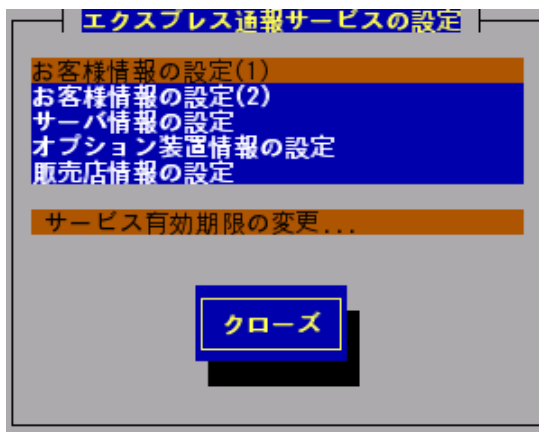 エクスプレス通報サービスの設定
お客様情報の設定(1)
お客様情報の設定(2)
サーバ情報の設定
オプション装置情報の設定
販売店情報の設定
サービス有効期限の変更...
クローズ